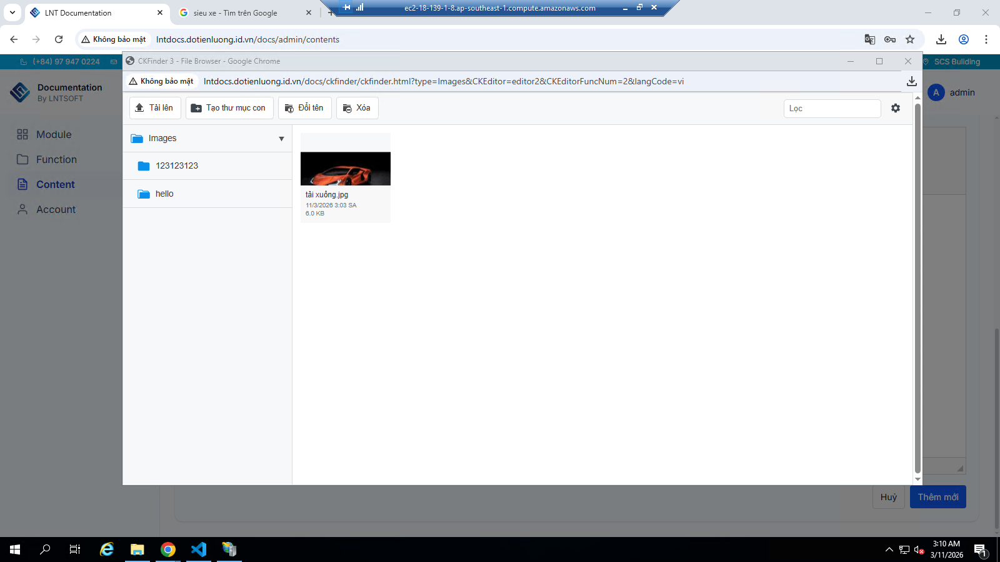 LNT Documentation
sieu xe - Tìm trên Google
ec2-18-139-1-8.ap-southeast-1.compute.amazonaws.com
Không bảo mật
lntdocs.dotienluong.id.vn/docs/admin/contents
(+84) 97 947 0224
SCS Buliding
CKFinder 3 - File Browser - Google Chrome
Không bảo mật
lntdocs.dotienluong.id.vn/docs/ckfinder/ckfinder.html?type=Images&CKEditor=editor2&CKEditorFuncNum=2&langCode=vi
Documentation
By LNTSOFT
A admin
Tải lên
Tạo thư mục con
Đổi tên
Xóa
Lọc
Module
Function
Content
Account
Images
123123123
hello
tải xuống.jpg
11/3/2026 3:03 SA
6.0 KB
Huỷ
Thêm mới
3:10 AM
3/11/2026
1